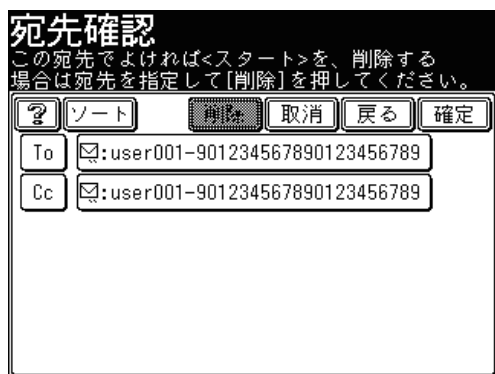 宛先確認
この宛先でよければ<スタート>を、削除する
場合は宛先を指定して[削除]を押してください。
? ソート 削除 取消 戻る 確定
To :user001-901234567890123456789
Cc :user001-901234567890123456789